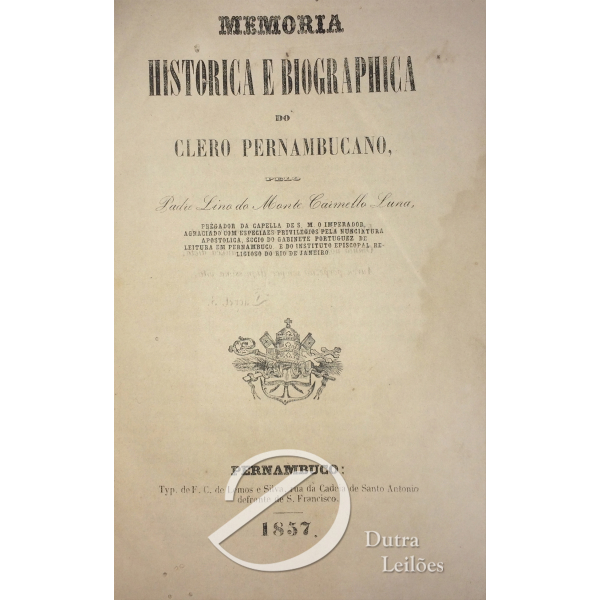 MEMORIA
HISTORICA E BIOGRAPHICA
DO
CLERO PERNAMBUCANO,
PELO
Padre Lino do Monte Carmello Luna,
PREGADOR DA CAPELLA DE S. M. O IMPERADOR,
AGRACIADO COM ESPECIAES PRIVILEGIOS PELA NUNCIATURA
APOSTOLICA, SOCIO DO GABINETE PORTUGUEZ DE
LEITURA EM PERNAMBUCO E DO INSTITUTO EPISCOPAL RE-
LIGIOSO DO RIO DE JANEIRO
PERNAMBUCO:
Typ. de F. C. de Lemos e Silva, rua da Cadeia de Santo Antonio
defronte de S. Francisco.
1857.
Dutra
Leilões